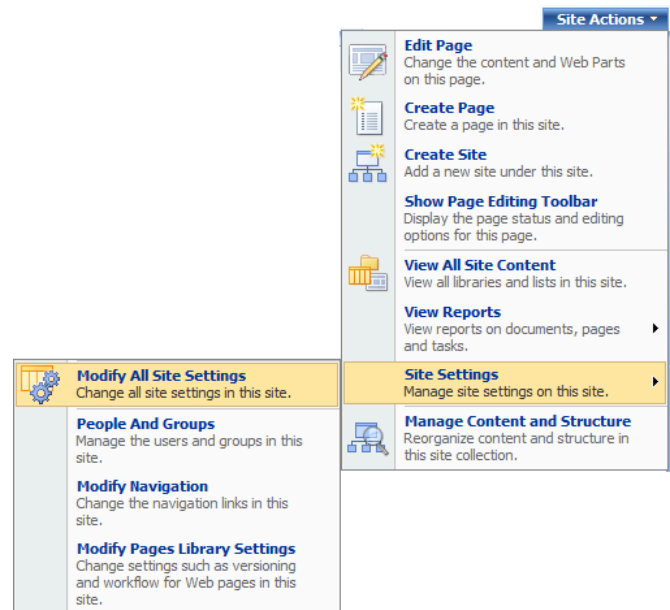 Site Actions
Edit Page
Change the content and Web Parts
on this page.
Create Page
Create a page in this site.
Create Site
Add a new site under this site.
Show Page Editing Toolbar
Display the page status and editing
options for this page.
View All Site Content
View all libraries and lists in this site.
View Reports
View reports on documents, pages
and tasks.
Site Settings
Manage site settings on this site.
Manage Content and Structure
Reorganize content and structure in
this site collection.
Modify All Site Settings
Change all site settings in this site.
People And Groups
Manage the users and groups in this
site.
Modify Navigation
Change the navigation links in this
site.
Modify Pages Library Settings
Change settings such as versioning
and workflow for Web pages in this
site.